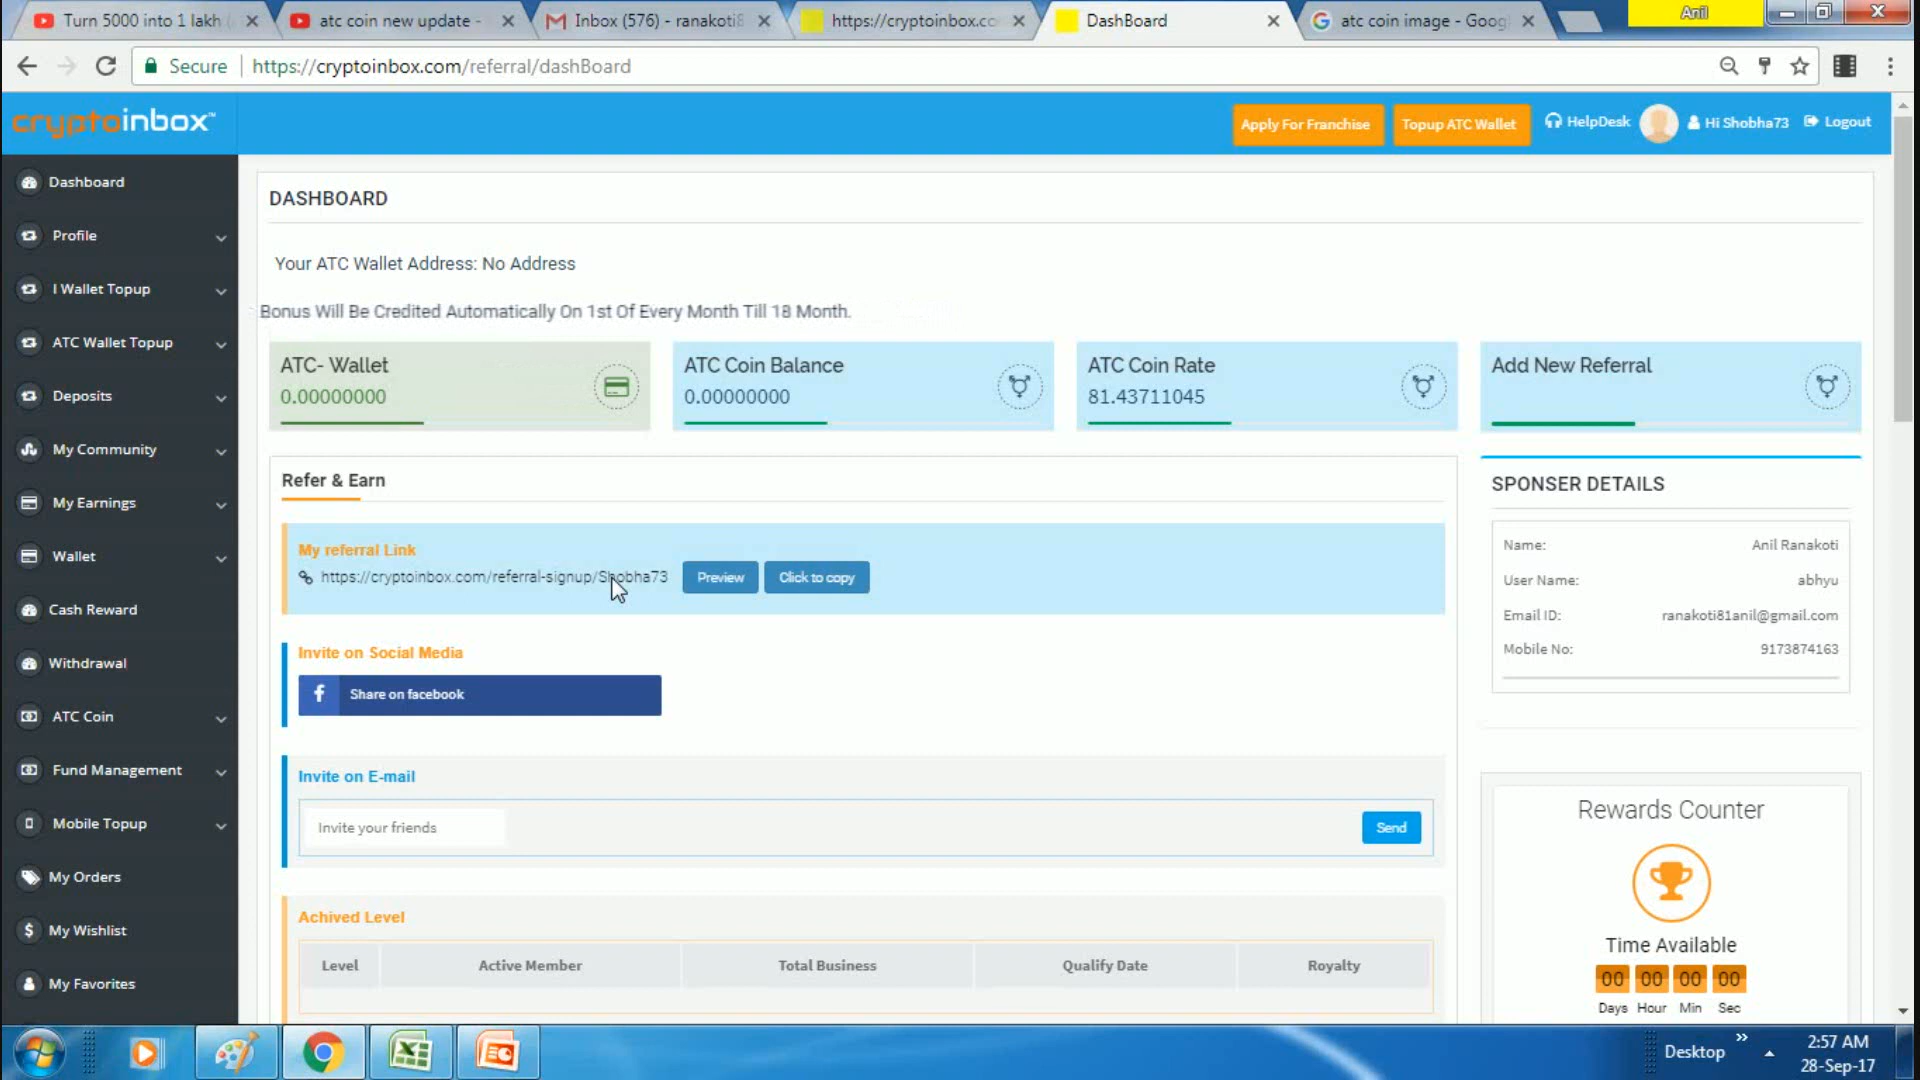 Turn 5000 into 1 lakh
atc coin new update -
Inbox (576) - ranakoti8
https://cryptoinbox.co
DashBoard
atc coin image - Goog
Anil
Secure
https://cryptoinbox.com/referral/dashBoard
cryptoinbox™
Apply For Franchise
Topup ATC Wallet
HelpDesk
Hi Shobha73
Logout
Dashboard
Profile
I Wallet Topup
ATC Wallet Topup
Deposits
My Community
My Earnings
Wallet
Cash Reward
Withdrawal
ATC Coin
Fund Management
Mobile Topup
My Orders
My Wishlist
My Favorites
DASHBOARD
Your ATC Wallet Address: No Address
Bonus Will Be Credited Automatically On 1st Of Every Month Till 18 Month.
ATC- Wallet
0.00000000
ATC Coin Balance
0.00000000
ATC Coin Rate
81.43711045
Add New Referral
Refer & Earn
My referral Link
https://cryptoinbox.com/referral-signup/Shobha73
Preview
Click to copy
Invite on Social Media
Share on facebook
Invite on E-mail
Invite your friends
Send
Achived Level
Level Active Member Total Business Qualify Date Royalty
SPONSER DETAILS
Name: Anil Ranakoti
User Name: abhyu
Email ID: ranakoti81anil@gmail.com
Mobile No: 9173874163
Rewards Counter
Time Available
00 00 00 00
Days Hour Min Sec
Desktop
2:57 AM
28-Sep-17